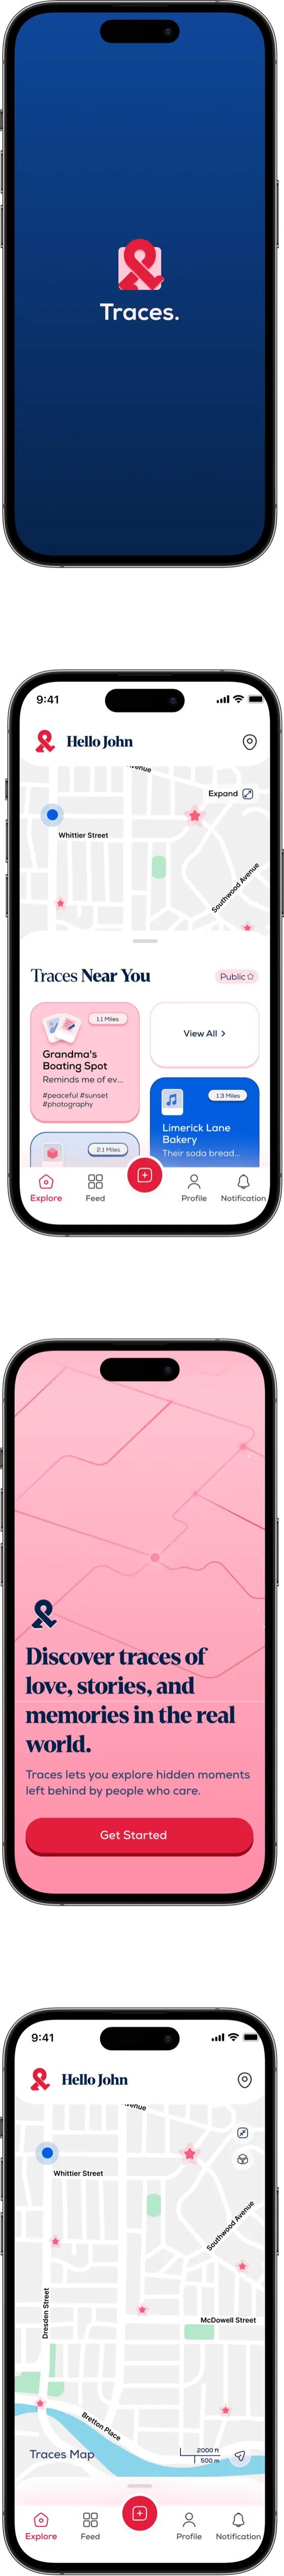 Traces.
9:41
Hello John
venue
Expand
Whittier Street
Southwood Avenue
Traces Near You
Public
1.1 Miles
Grandma's
Boating Spot
Reminds me of ev...
#peace #sunset
#photography
View All >
1.3 Miles
Limerick Lane
Bakery
Their soda bread...
2.1 Miles
Explore
Feed
Profile
Notification
Discover traces of
love, stories, and
memories in the real
world.
Traces lets you explore hidden moments
left behind by people who care.
Get Started
9:41
Hello John
venue
Whittier Street
Southwood Avenue
Dresden Street
McDowell Street
Bretton Place
Traces Map
2000 ft
500 m
Explore
Feed
Profile
Notification